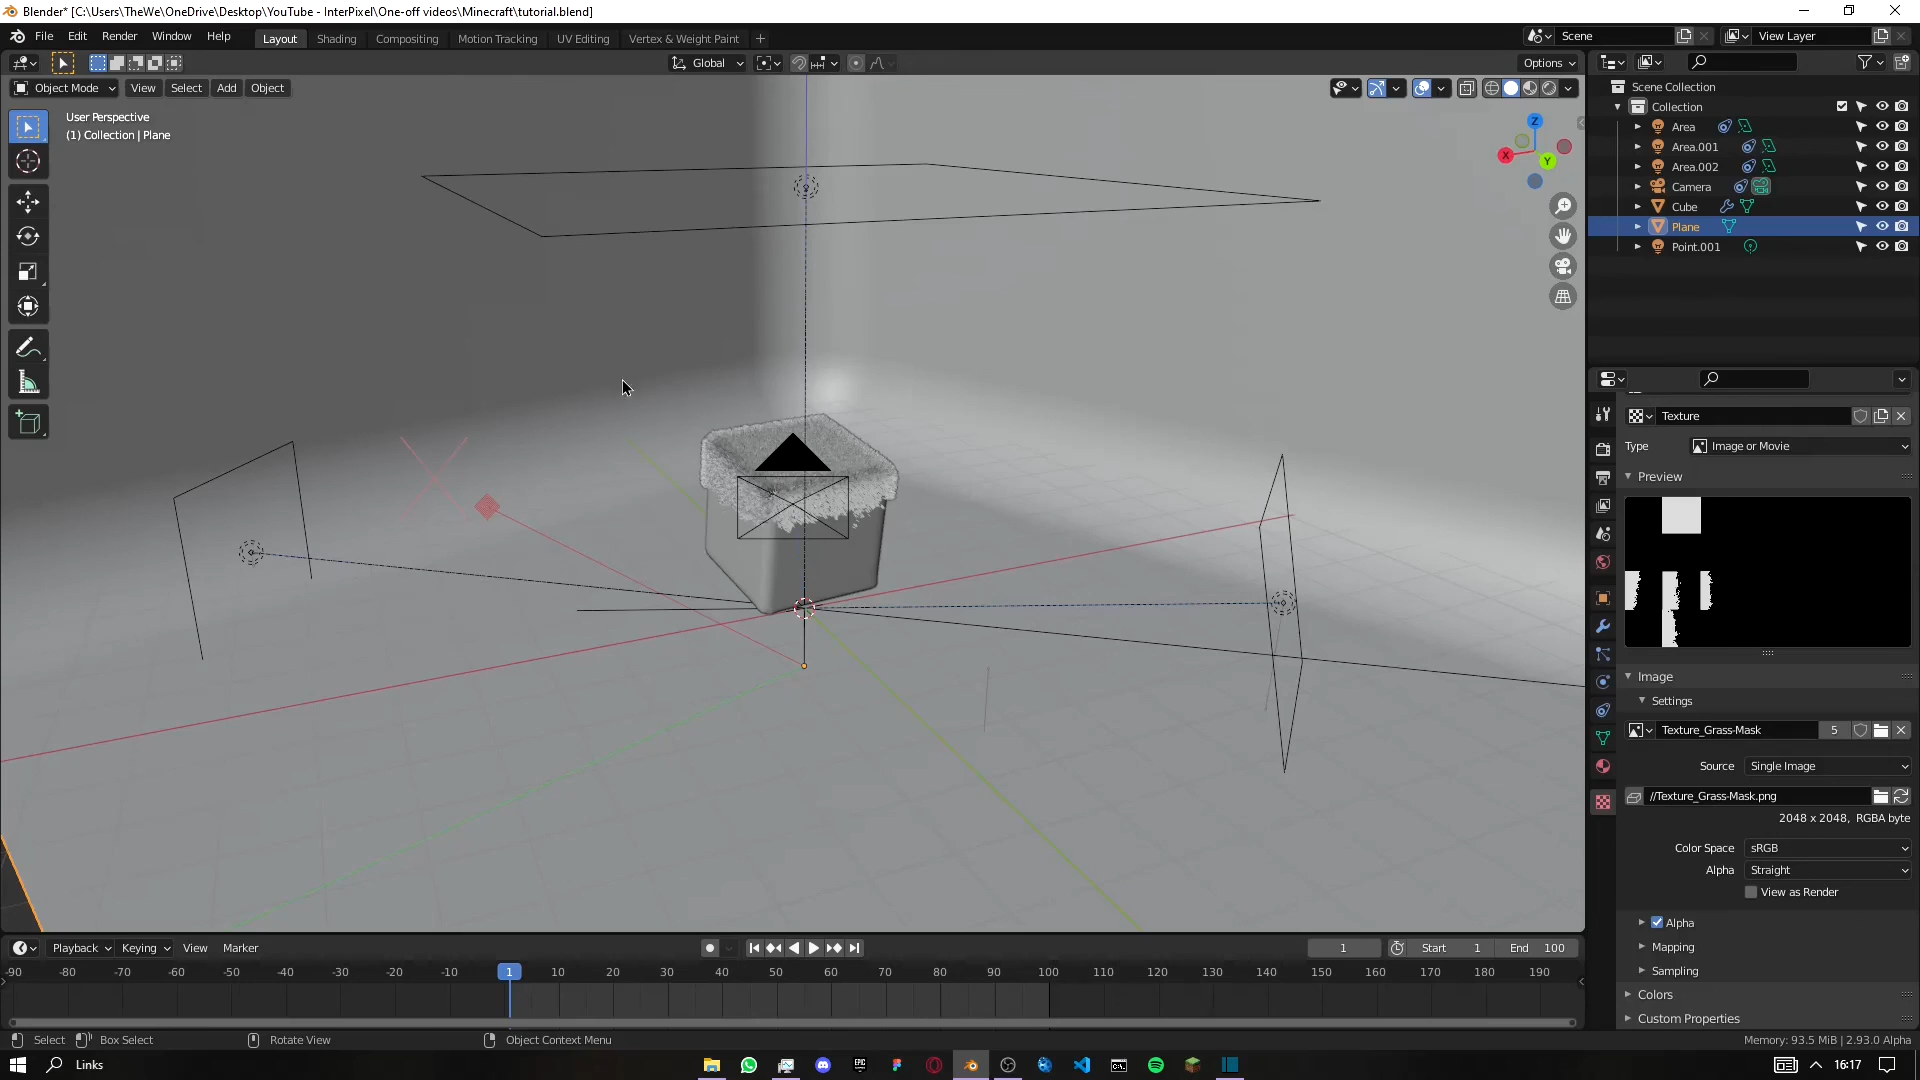 Blender* [C:\Users\TheWe\OneDrive\Desktop\YouTube - InterPixel\One-off videos\Minecraft\tutorial.blend]
File Edit Render Window Help Layout Shading Compositing Motion Tracking UV Editing Vertex & Weight Paint Scene View Layer
Global Options
Object Mode View Select Add Object
User Perspective
(1) Collection | Plane
Z
X
Y
Scene Collection
Collection
Area
Area.001
Area.002
Camera
Cube
Plane
Point.001
Texture
Type Image or Movie
Preview
Image
Settings
Texture_Grass-Mask 5
Source Single Image
//Texture_Grass-Mask.png
2048 x 2048, RGBA byte
Color Space sRGB
Alpha Straight
View as Render
Alpha
Mapping
Sampling
Colors
Custom Properties
Playback Keying View Marker 1 Start 1 End 100
-90 -80 -70 -60 -50 -40 -30 -20 -10 1 10 20 30 40 50 60 70 80 90 100 110 120 130 140 150 160 170 180 190
Select Box Select Rotate View Object Context Menu Memory: 93.5 MiB | 2.93.0 Alpha
Links 16:17